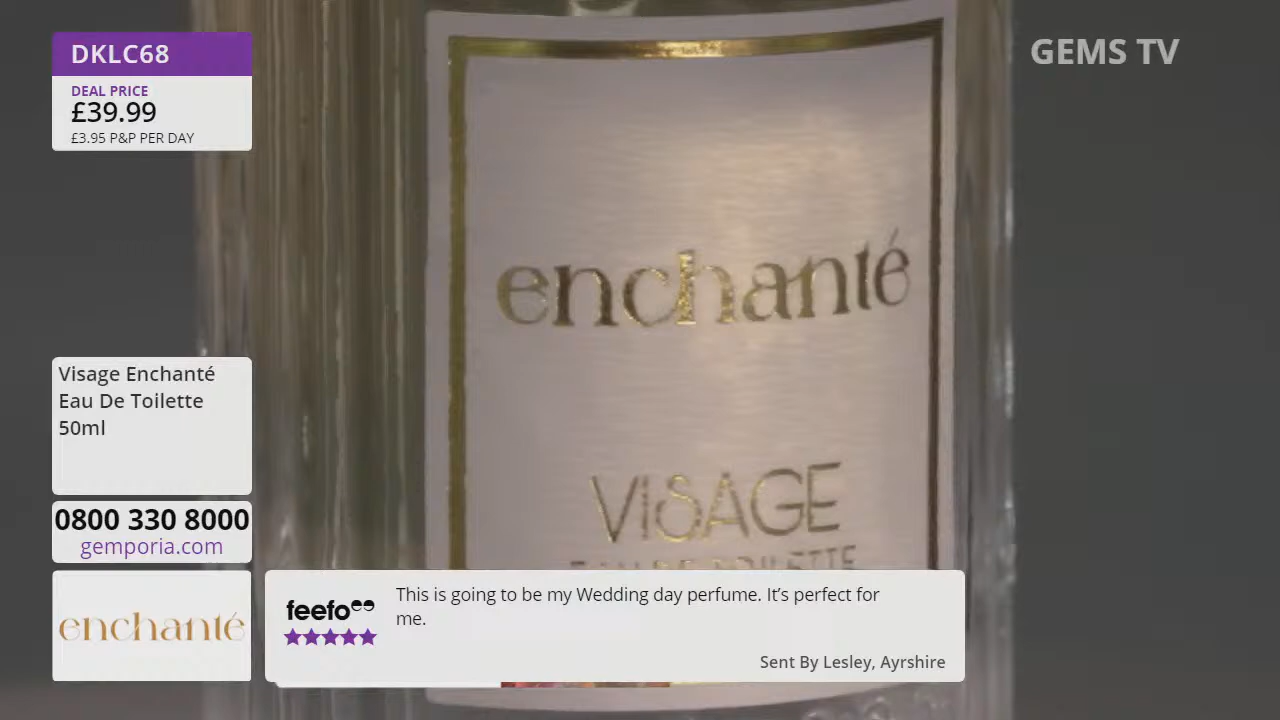 DKLC68
DEAL PRICE
£39.99
£3.95 P&P PER DAY
GEMS TV
enchanté
VISAGE
Visage Enchanté
Eau De Toilette
50ml
0800 330 8000
gemporia.com
enchanté
feefo
This is going to be my Wedding day perfume. It’s perfect for
me.
Sent By Lesley, Ayrshire